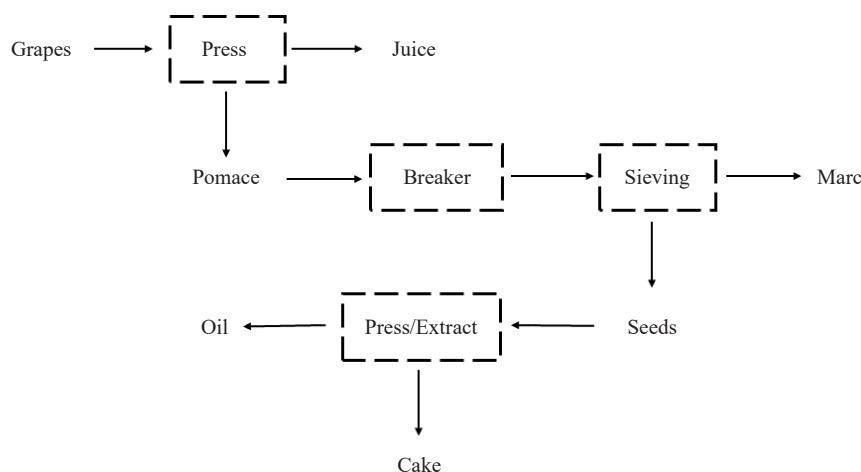 Grapes
Press
Juice
Pomace
Breaker
Sieving
Marc
Oil
Press/Extract
Seeds
Cake